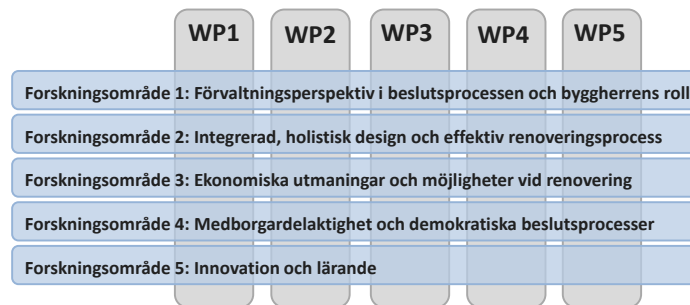 WP1 WP2 WP3 WP4 WP5
Forskningsområde 1: Förvaltningsperspektiv i beslutsprocessen och byggherrens roll
Forskningsområde 2: Integrerad, holistisk design och effektiv renoveringsprocess
Forskningsområde 3: Ekonomiska utmaningar och möjligheter vid renovering
Forskningsområde 4: Medborgardelaktighet och demokratiska beslutsprocesser
Forskningsområde 5: Innovation och lärande